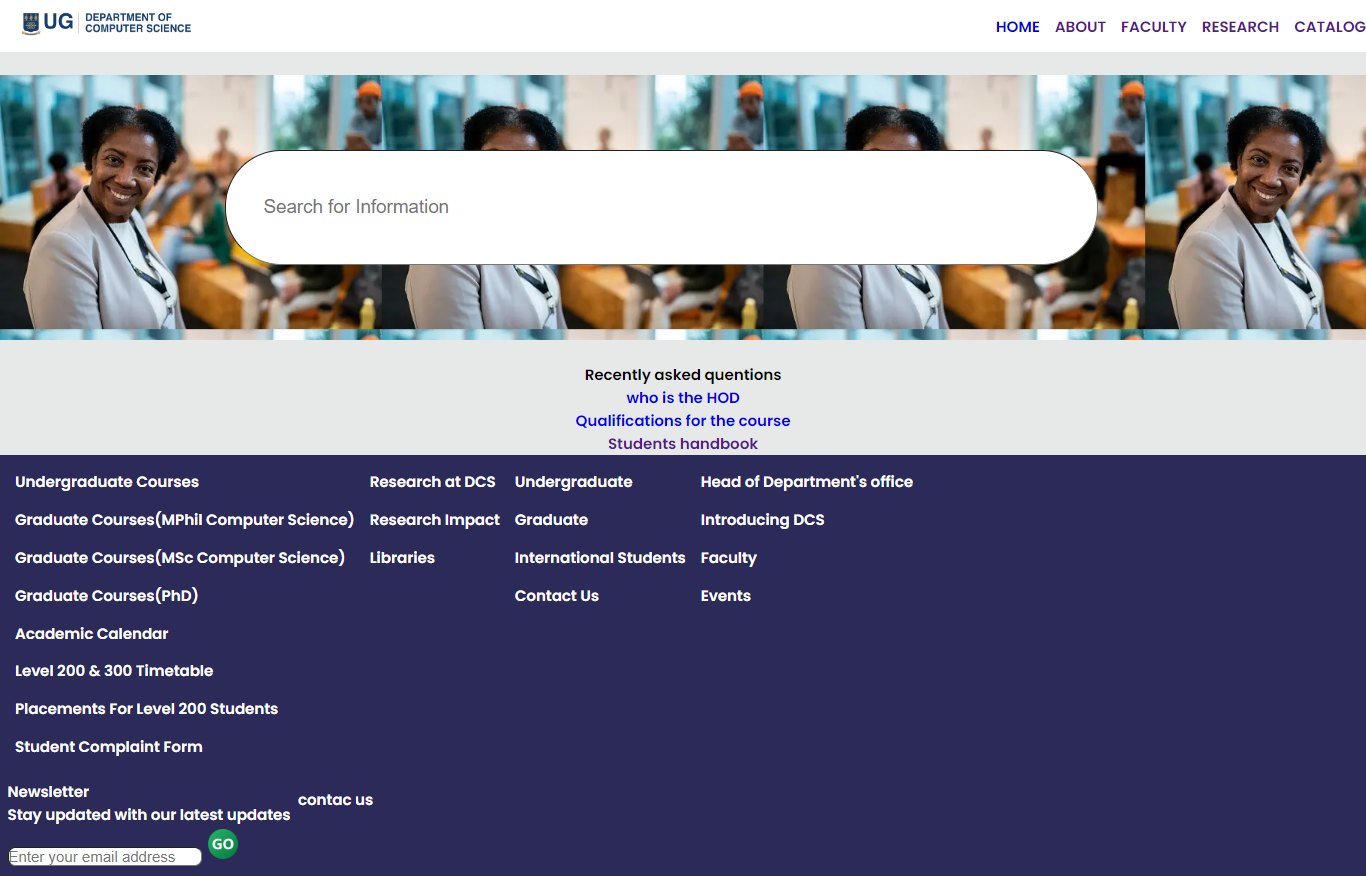 UG DEPARTMENT OF
COMPUTER SCIENCE
HOME ABOUT FACULTY RESEARCH CATALOG
Search for Information
Recently asked quentions
who is the HOD
Qualifications for the course
Students handbook
Undergraduate Courses
Graduate Courses(MPhil Computer Science)
Graduate Courses(MSc Computer Science)
Graduate Courses(PhD)
Academic Calendar
Level 200 & 300 Timetable
Placements For Level 200 Students
Student Complaint Form
Research at DCS
Research Impact
Libraries
Undergraduate
Graduate
International Students
Contact Us
Head of Department's office
Introducing DCS
Faculty
Events
Newsletter
Stay updated with our latest updates
contac us
Enter your email address
GO